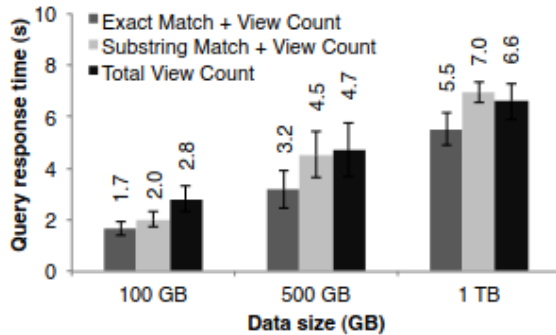 Query response time (s)
10
8
6
4
2
0
Exact Match + View Count
Substring Match + View Count
Total View Count
1.7
2.0
2.8
3.2
4.5
4.7
5.5
7.0
6.6
100 GB
500 GB
1 TB
Data size (GB)